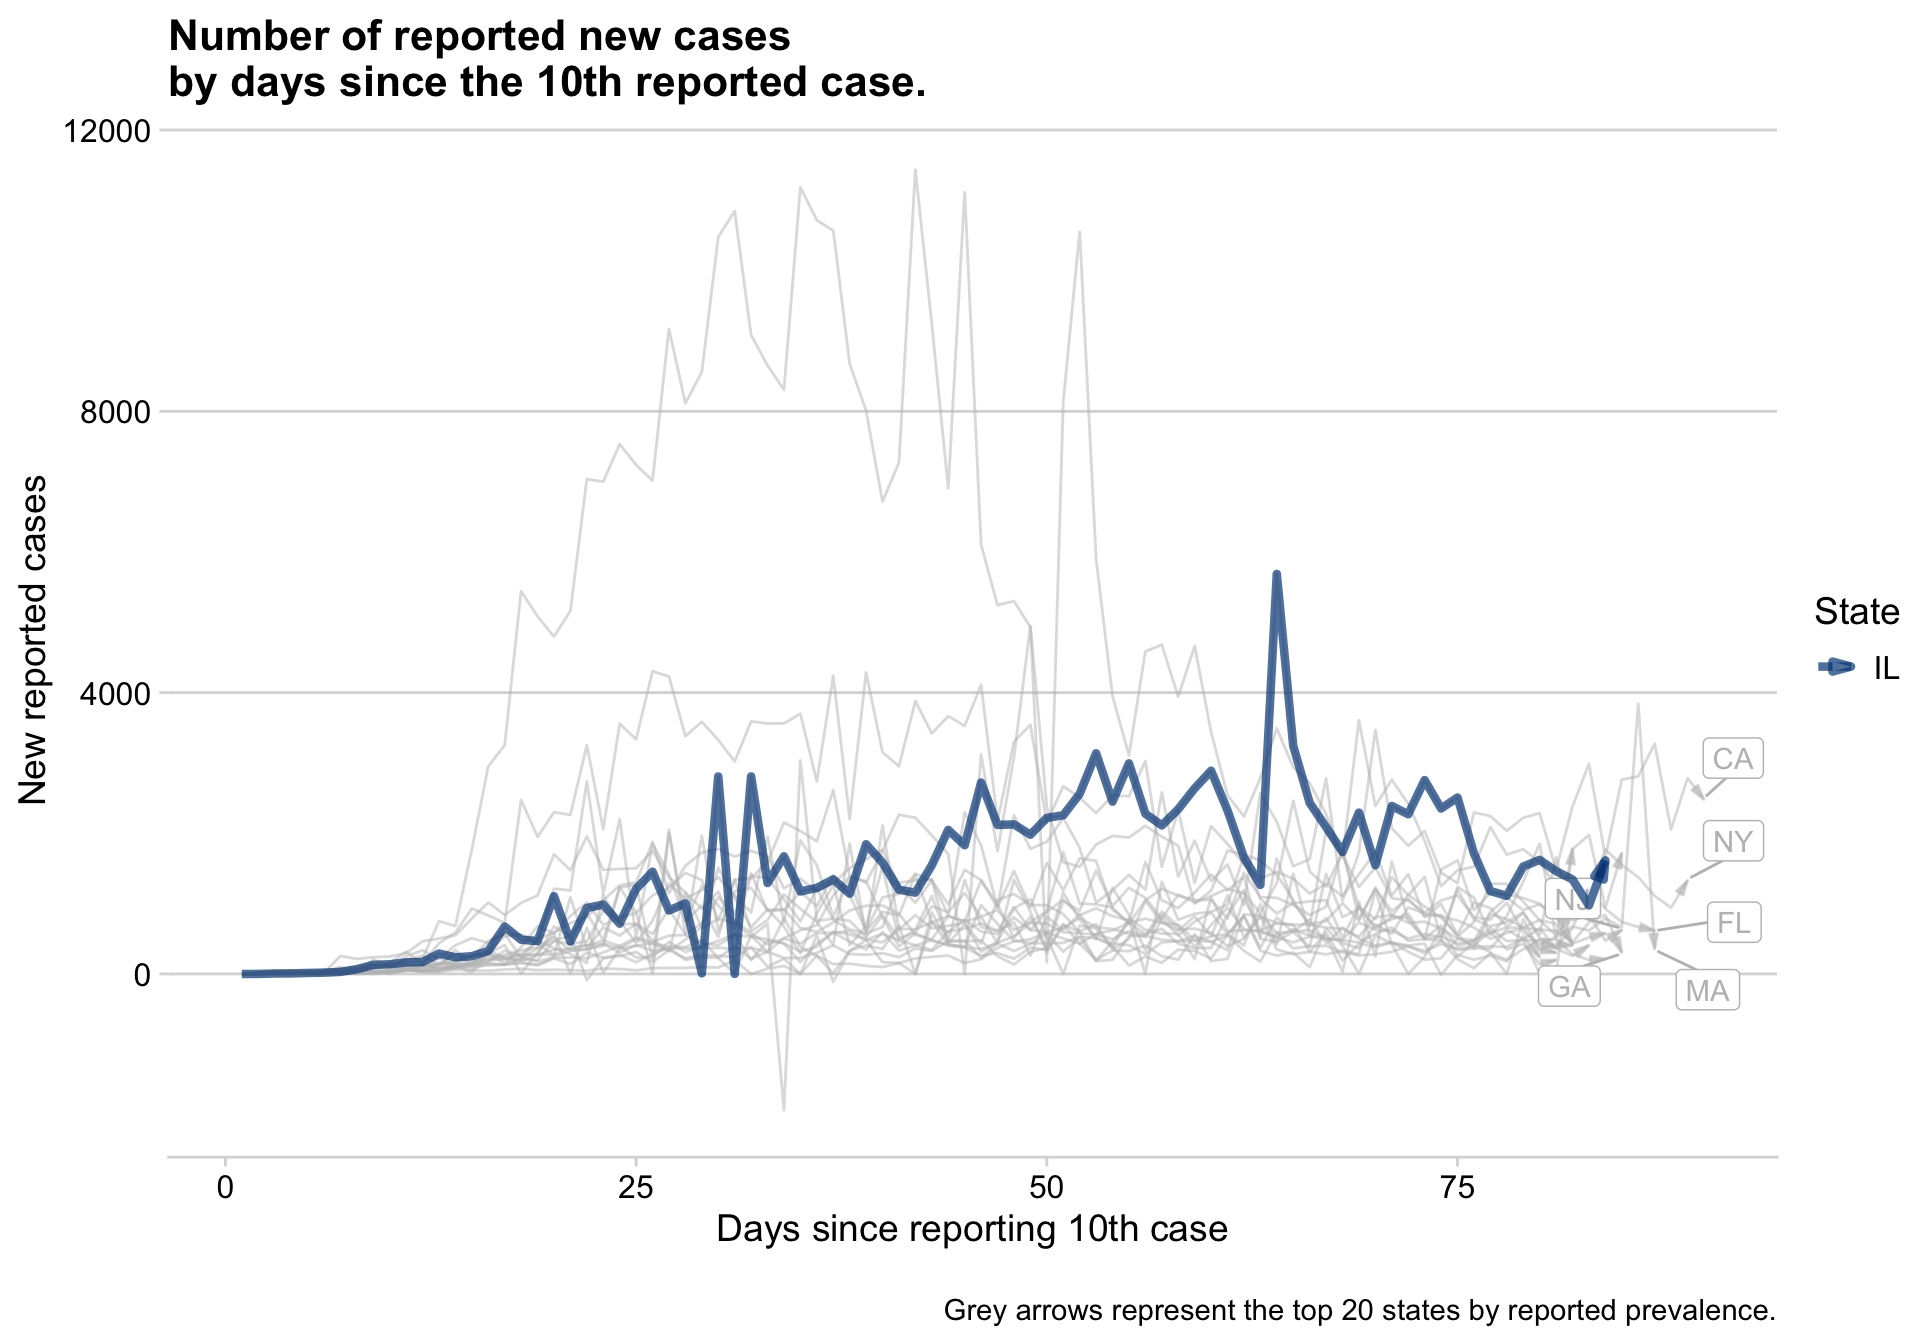 Number of reported new cases
by days since the 10th reported case.
12000
8000
4000
0
New reported cases
CA
NY
NJ
FL
GA
MA
State
IL
0
25
50
75
Days since reporting 10th case
Grey arrows represent the top 20 states by reported prevalence.